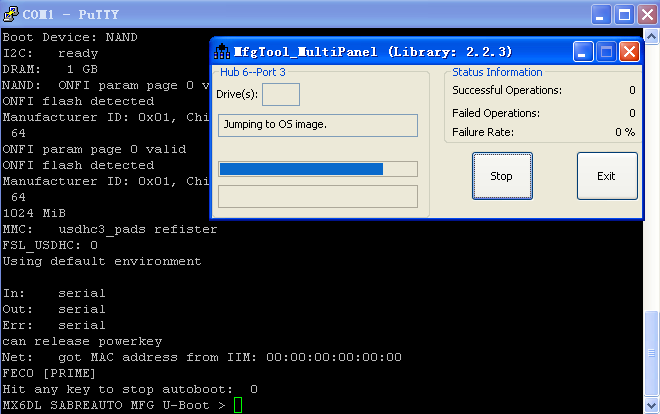 COM1 - PuTTY
Boot Device: NAND
I2C:   ready
DRAM:   1 GB
NAND:  ONFI param page 0 v
ONFI flash detected
Manufacturer ID: 0x01, Chi
 64
ONFI param page 0 valid
ONFI flash detected
Manufacturer ID: 0x01, Chi
 64
1024 MiB
MMC:   usdhc3_pads refister
FSL_USDHC: 0
Using default environment
In:    serial
Out:   serial
Err:   serial
can release powerkey
Net:   got MAC address from IIM: 00:00:00:00:00:00
FEC0 [PRIME]
Hit any key to stop autoboot:  0
MX6DL SABREAUTO MFG U-Boot >
MfgTool_MultiPanel (Library: 2.2.3)
Hub 6--Port 3
Drive(s):
Jumping to OS image.
Status Information
Successful Operations: 0
Failed Operations: 0
Failure Rate: 0 %
Stop
Exit